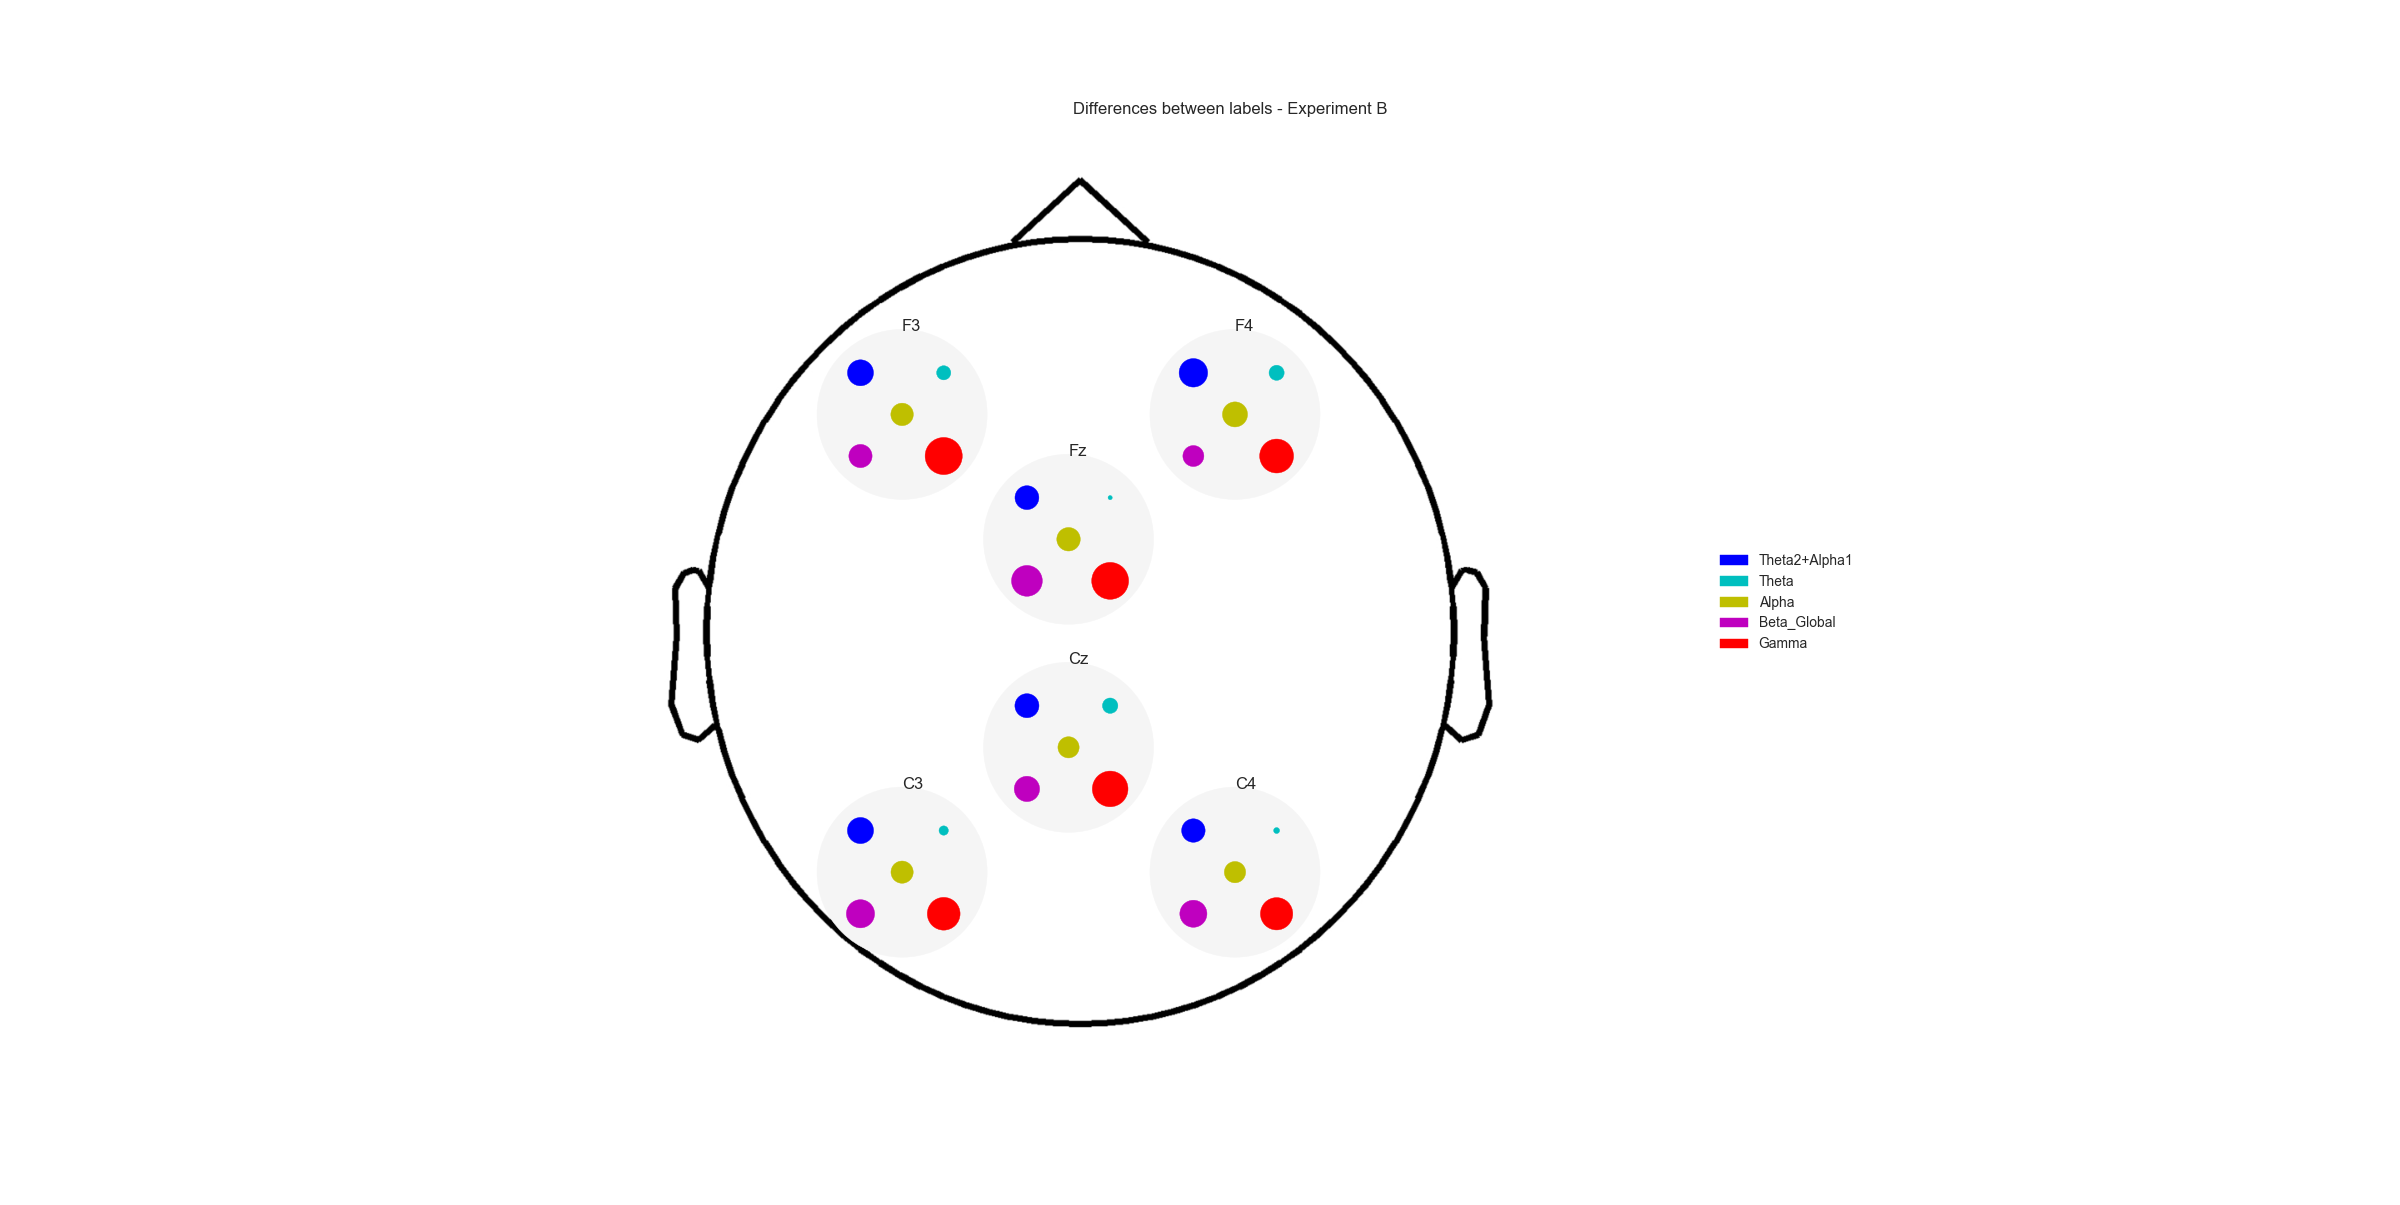 Differences between labels - Experiment B
F3
F4
Fz
Cz
C3
C4
Theta2+Alpha1
Theta
Alpha
Beta_Global
Gamma